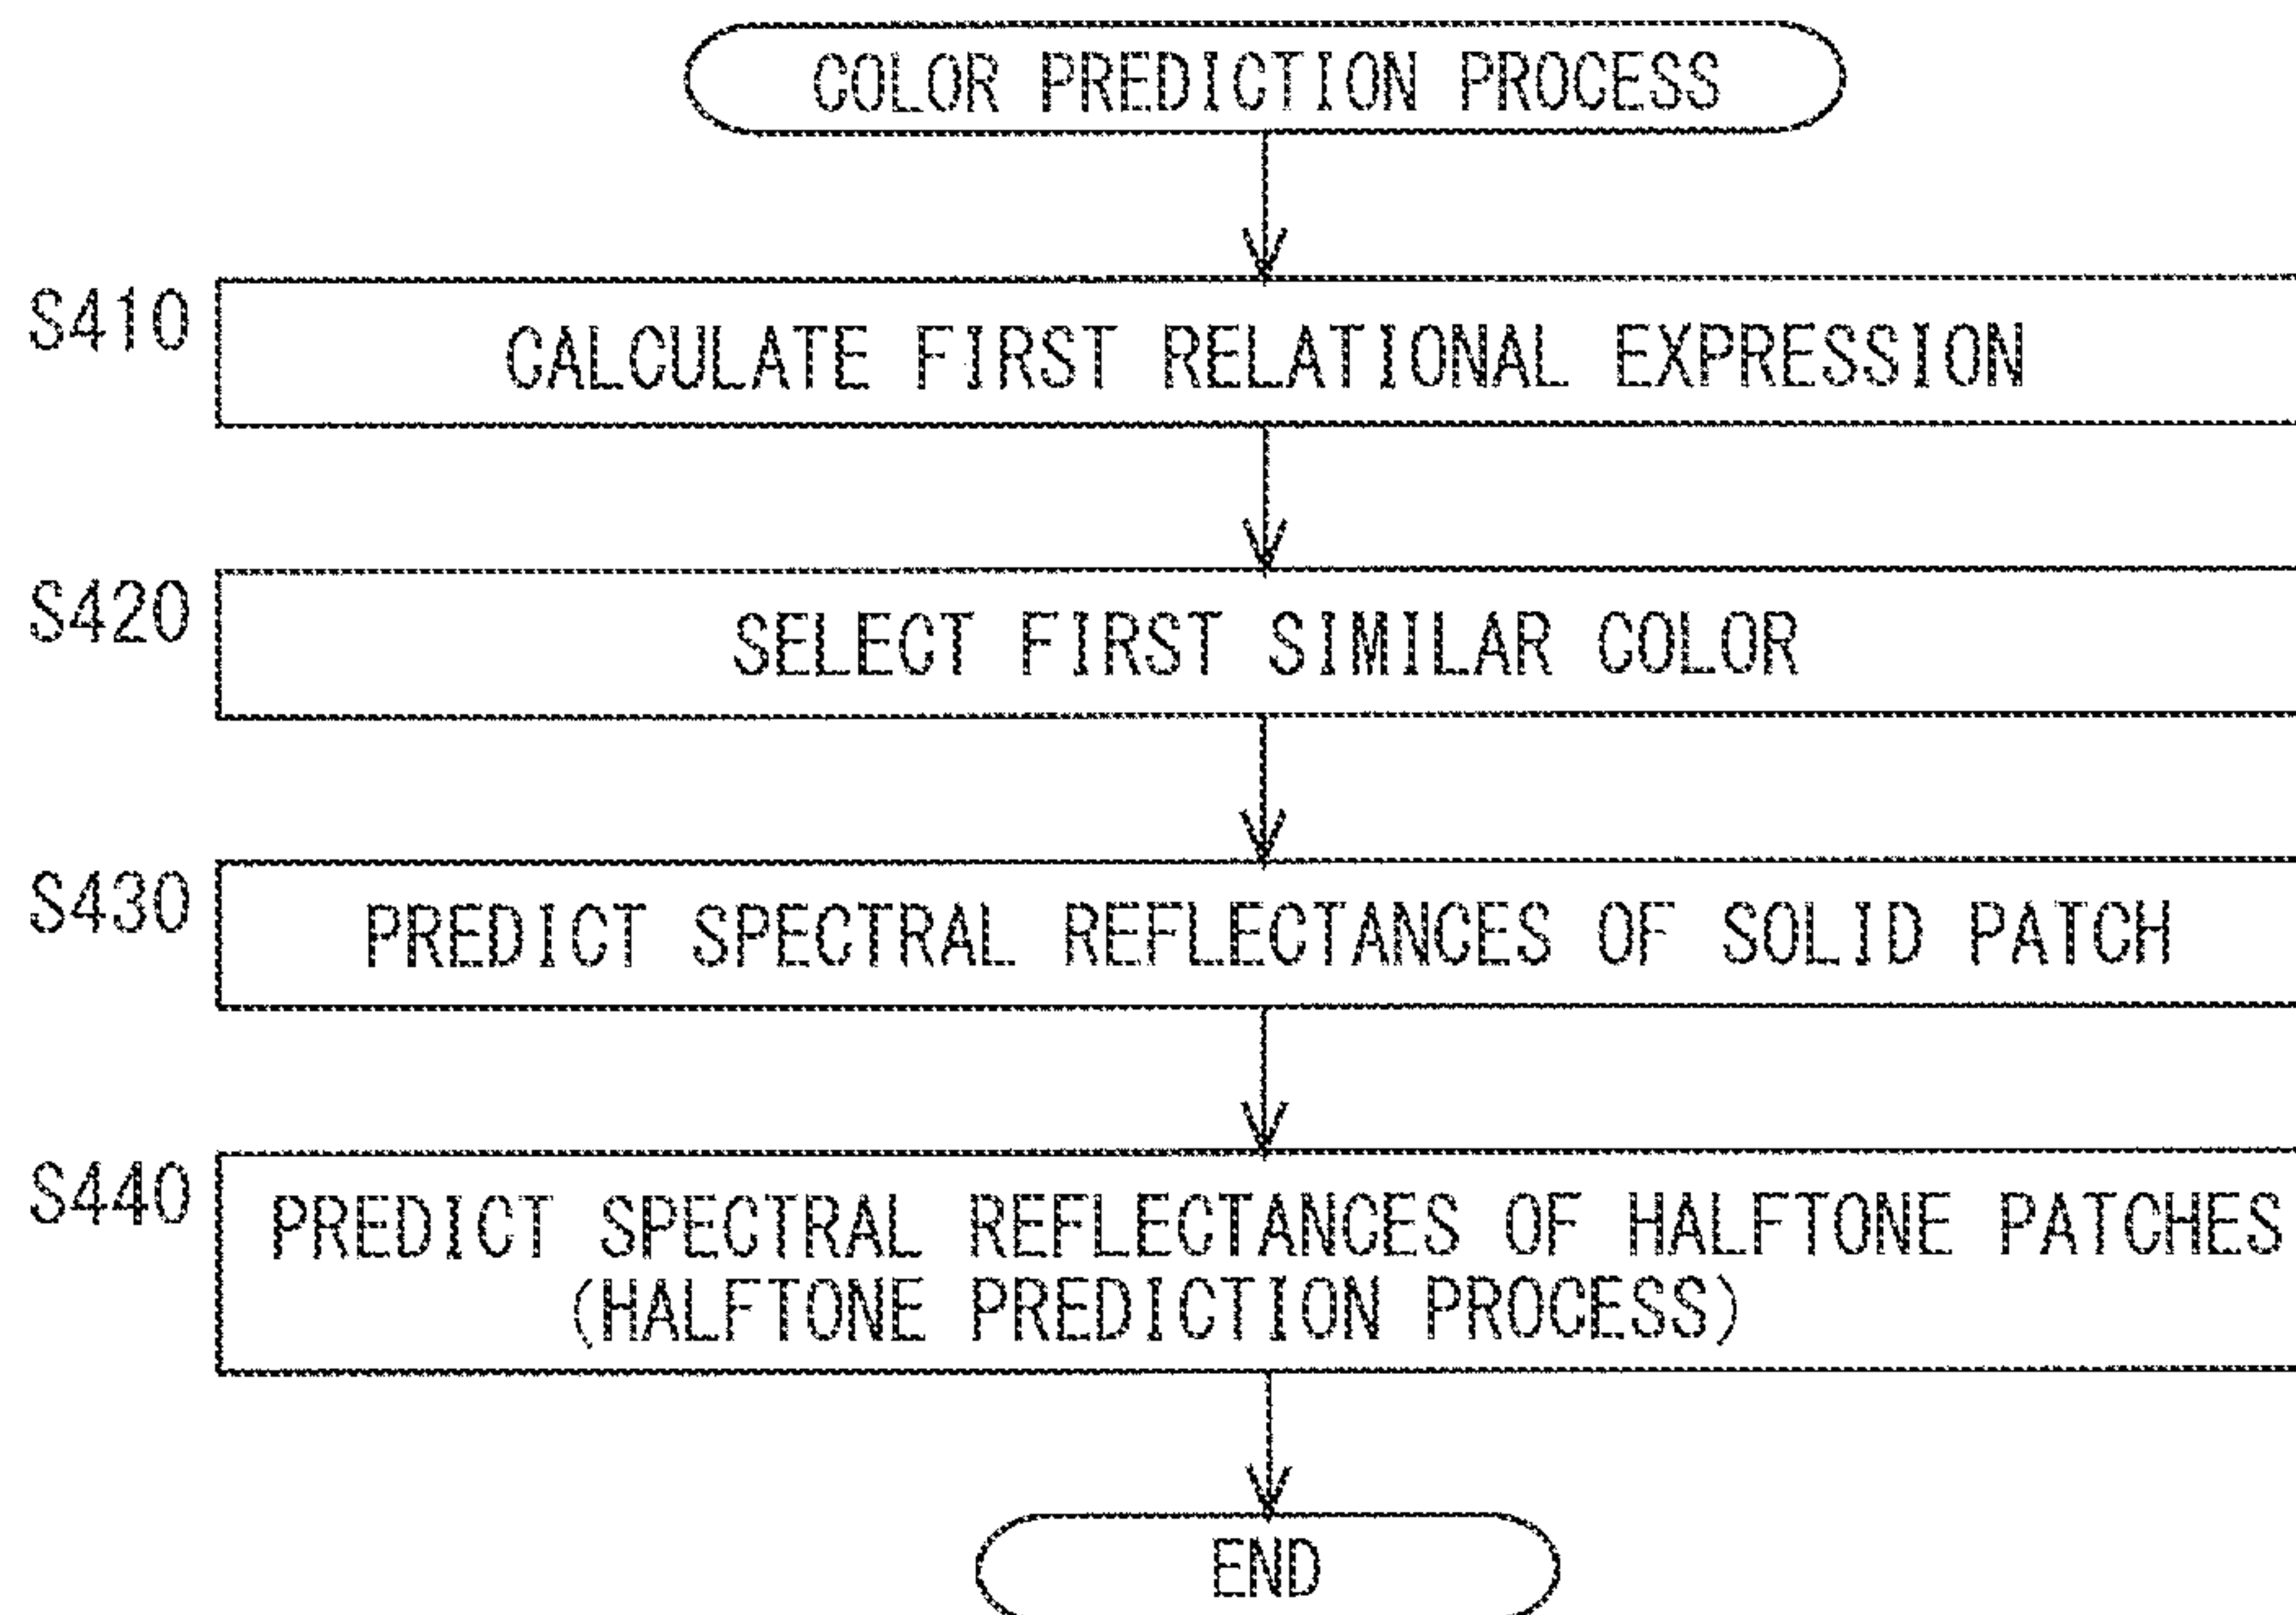 COLOR PREDICTION PROCESS
S410
CALCULATE FIRST RELATIONAL EXPRESSION
S420
SELECT FIRST SIMILAR COLOR
S430
PREDICT SPECTRAL REFLECTANCES OF SOLID PATCH
S440
PREDICT SPECTRAL REFLECTANCES OF HALFTONE PATCHES
(HALFTONE PREDICTION PROCESS)
END